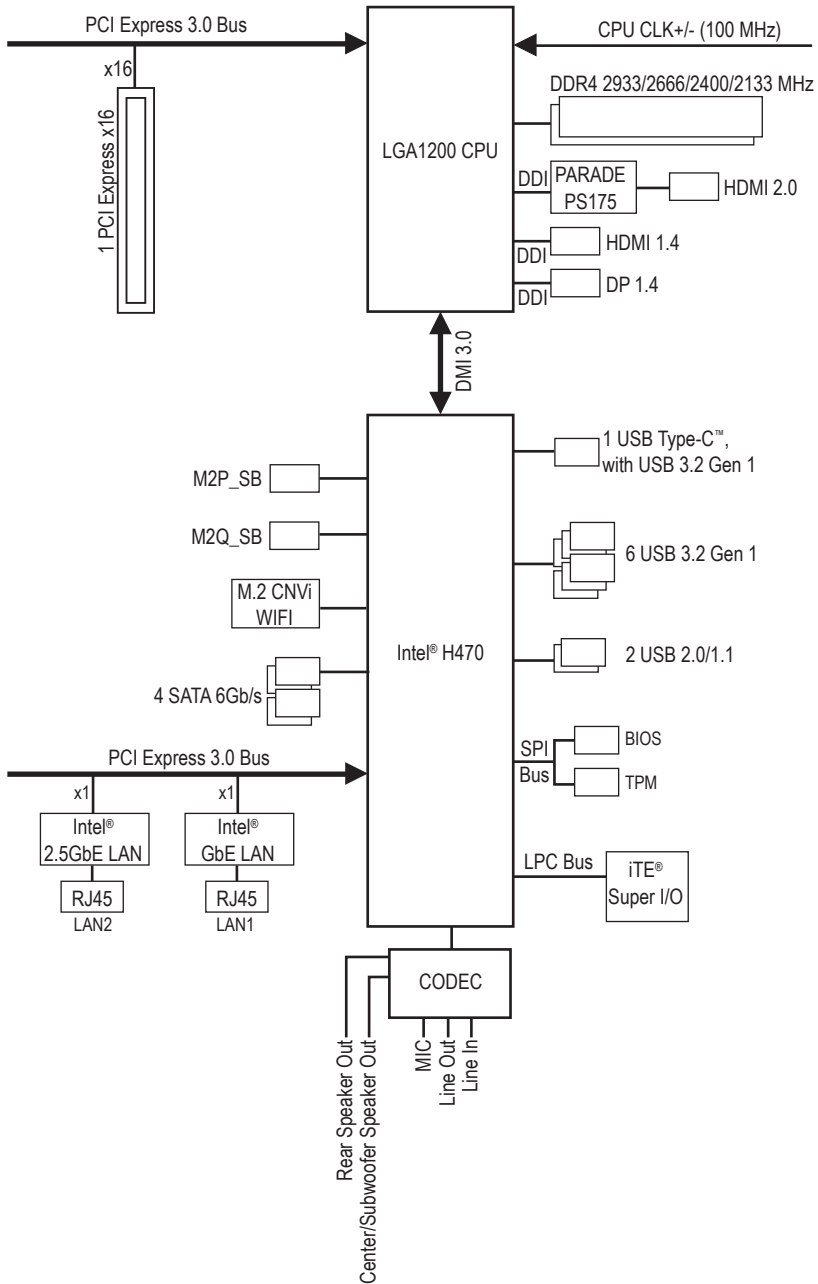 PCI Express 3.0 Bus
CPU CLK+/- (100 MHz)
x16
1 PCI Express x16
DDR4 2933/2666/2400/2133 MHz
LGA1200 CPU
DDI
PARADE
PS175
HDMI 2.0
HDMI 1.4
DDI
DP 1.4
DDI
DMI 3.0
1 USB Type-C™,
with USB 3.2 Gen 1
M2P_SB
M2Q_SB
6 USB 3.2 Gen 1
M.2 CNVi
WIFI
Intel® H470
2 USB 2.0/1.1
4 SATA 6Gb/s
PCI Express 3.0 Bus
SPI
Bus
BIOS
TPM
x1
x1
Intel®
2.5GbE LAN
Intel®
GbE LAN
LPC Bus
iTE®
Super I/O
RJ45
LAN2
RJ45
LAN1
CODEC
Rear Speaker Out
Center/Subwoofer Speaker Out
MIC
Line Out
Line In